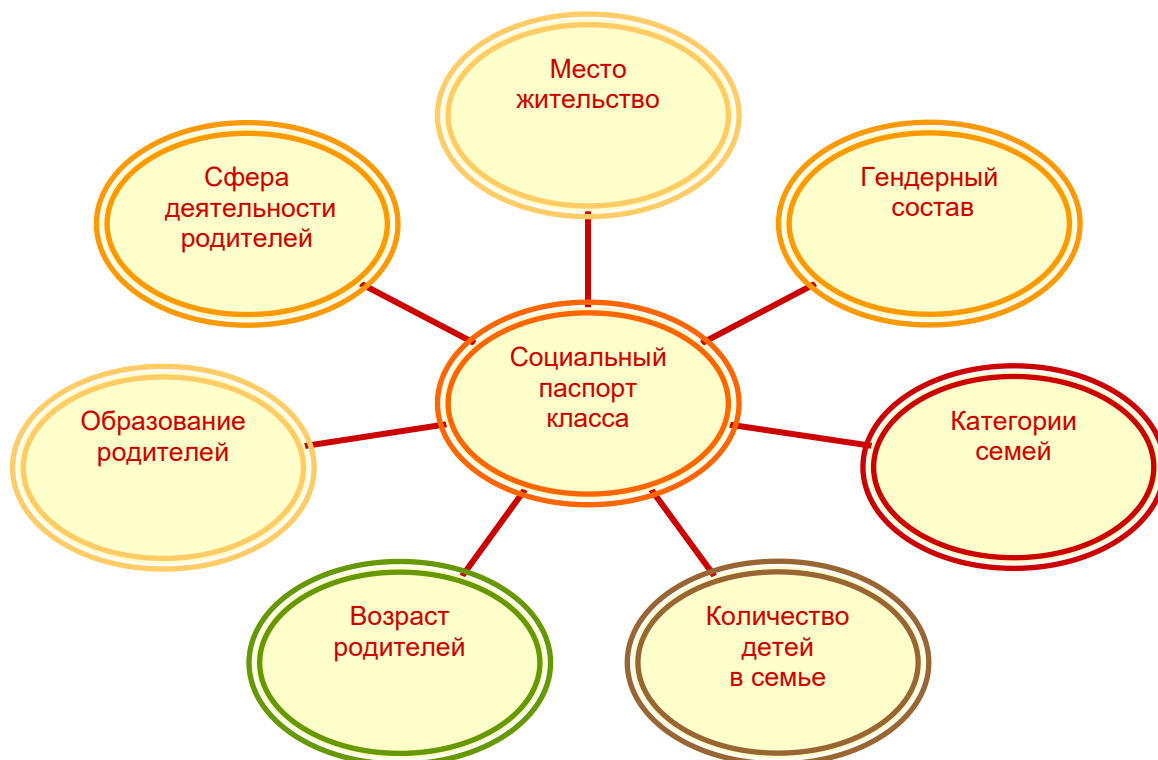 Место
жительство
Сфера
деятельности
родителей
Гендерный
состав
Социальный
паспорт
класса
Образование
родителей
Категории
семей
Возраст
родителей
Количество
детей
в семье